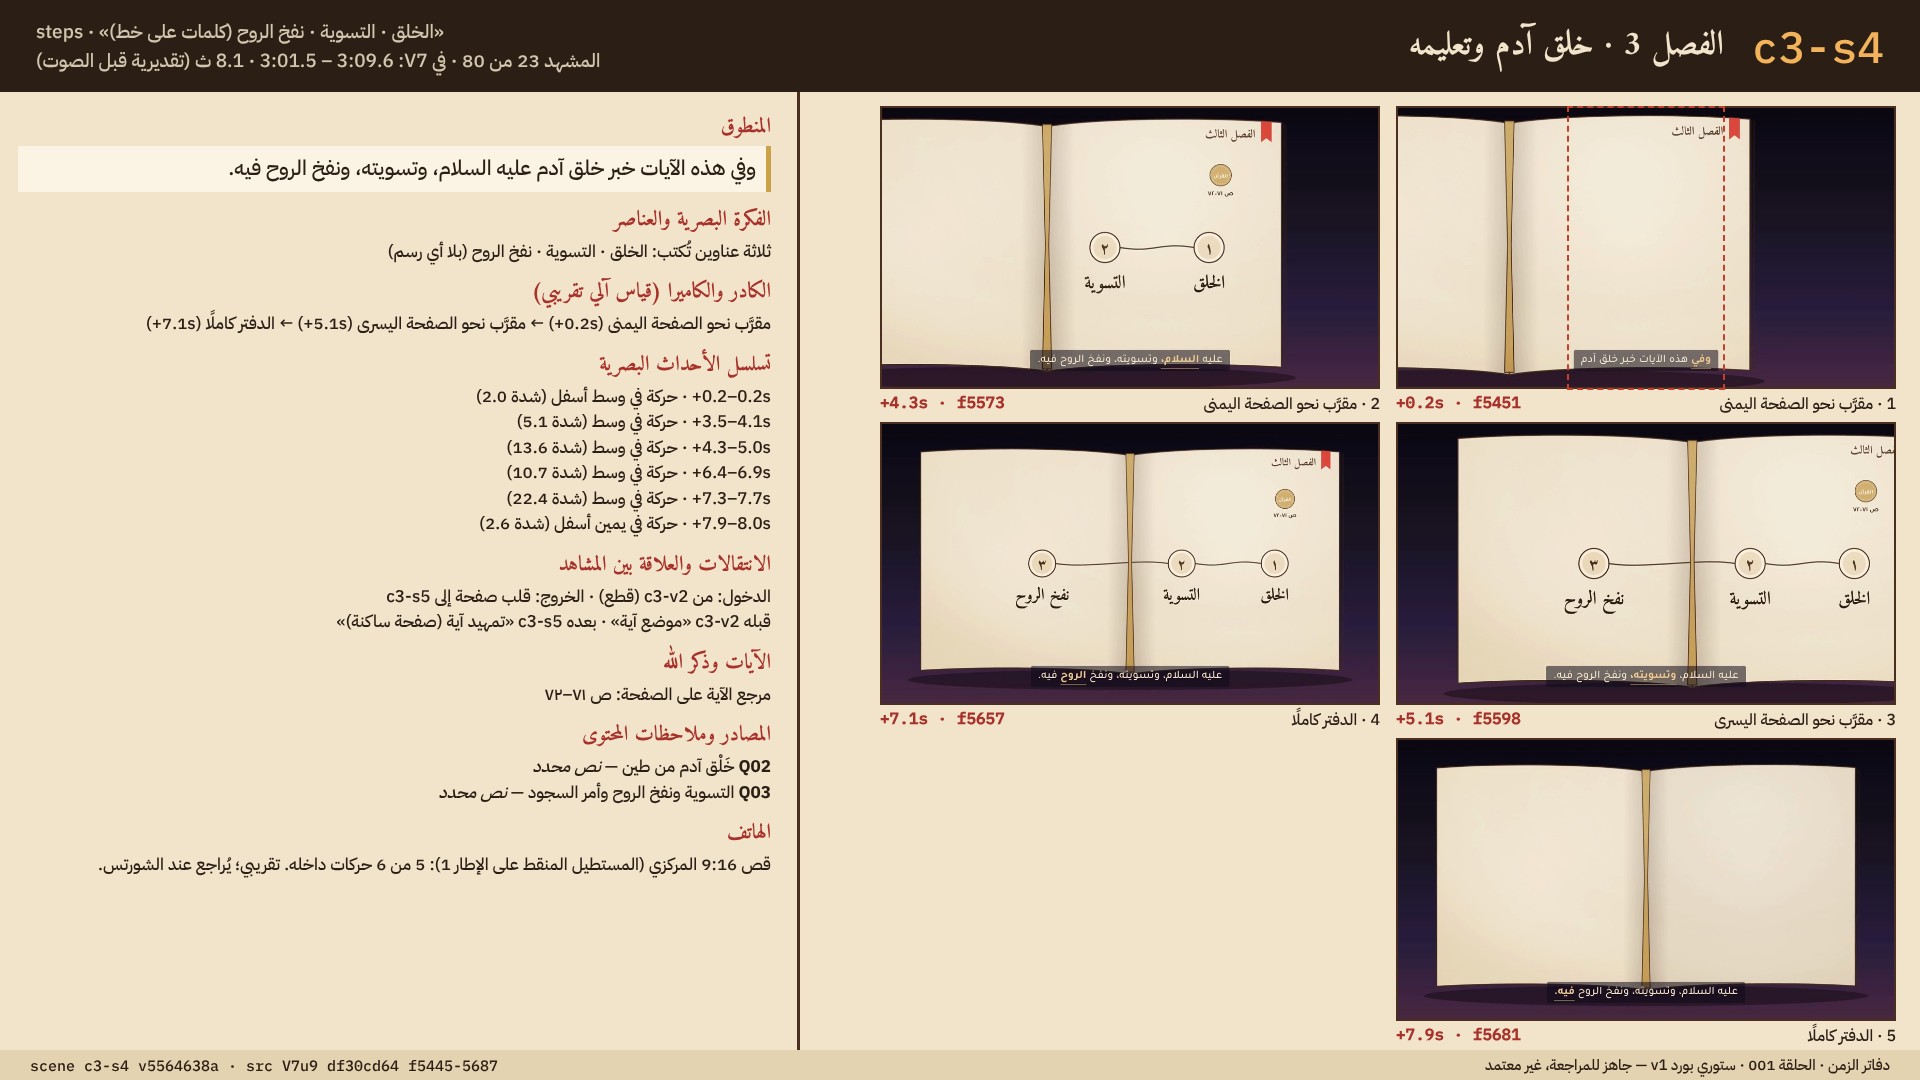 c3-s4 الفصل 3 · خلق آدم وتعليمه
«الخلق · التسوية · نفخ الروح (كلمات على خط)» · steps
المشهد 23 من 80 · في V7: 3:01.5 – 3:09.6 · 8.1 ث (تقديرية قبل الصوت)
الفصل الثالث
وفي هذه الآيات خبر خلق آدم
1 · مقرَّب نحو الصفحة اليمنى
+0.2s · f5451
الفصل الثالث
القرآن
ص ٧١-٧٢
١
٢
الخلق
التسوية
عليه السلام، وتسويته، ونفخ الروح فيه.
2 · مقرَّب نحو الصفحة اليمنى
+4.3s · f5573
الفصل الثالث
القرآن
ص ٧١-٧٢
١
٢
٣
الخلق
التسوية
نفخ الروح
عليه السلام، وتسويته، ونفخ الروح فيه.
3 · مقرَّب نحو الصفحة اليسرى
+5.1s · f5598
الفصل الثالث
القرآن
ص ٧١-٧٢
١
٢
٣
الخلق
التسوية
نفخ الروح
عليه السلام، وتسويته، ونفخ الروح فيه.
4 · الدفتر كاملًا
+7.1s · f5657
عليه السلام، وتسويته، ونفخ الروح فيه.
5 · الدفتر كاملًا
+7.9s · f5681
المنطوق
وفي هذه الآيات خبر خلق آدم عليه السلام، وتسويته، ونفخ الروح فيه.
الفكرة البصرية والعناصر
ثلاثة عناوين تُكتب: الخلق · التسوية · نفخ الروح (بلا أي رسم)
الكادر والكاميرا (قياس آلي تقريبي)
مقرَّب نحو الصفحة اليمنى (+0.2s) ← مقرَّب نحو الصفحة اليسرى (+5.1s) ← الدفتر كاملًا (+7.1s)
تسلسل الأحداث البصرية
+0.2–0.2s · حركة في وسط أسفل (شدة 2.0)
+3.5–4.1s · حركة في وسط (شدة 5.1)
+4.3–5.0s · حركة في وسط (شدة 13.6)
+6.4–6.9s · حركة في وسط (شدة 10.7)
+7.3–7.7s · حركة في وسط (شدة 22.4)
+7.9–8.0s · حركة في يمين أسفل (شدة 2.6)
الانتقالات والعلاقة بين المشاهد
الدخول: من c3-v2 (قطع) · الخروج: قلب صفحة إلى c3-s5
قبله c3-v2 «موضع آية» · بعده c3-s5 «تمهيد آية (صفحة ساكنة)»
الآيات وذكر الله
مرجع الآية على الصفحة: ص ٧١–٧٢
المصادر وملاحظات المحتوى
Q02 خَلْق آدم من طين — نص محدد
Q03 التسوية ونفخ الروح وأمر السجود — نص محدد
الهاتف
قص 9:16 المركزي (المستطيل المنقط على الإطار 1): 5 من 6 حركات داخله. تقريبي؛ يُراجع عند الشورتس.
دفاتر الزمن · الحلقة 001 · ستوري بورد v1 — جاهز للمراجعة، غير معتمد
scene c3-s4 v5564638a · src V7u9 df30cd64 f5445-5687